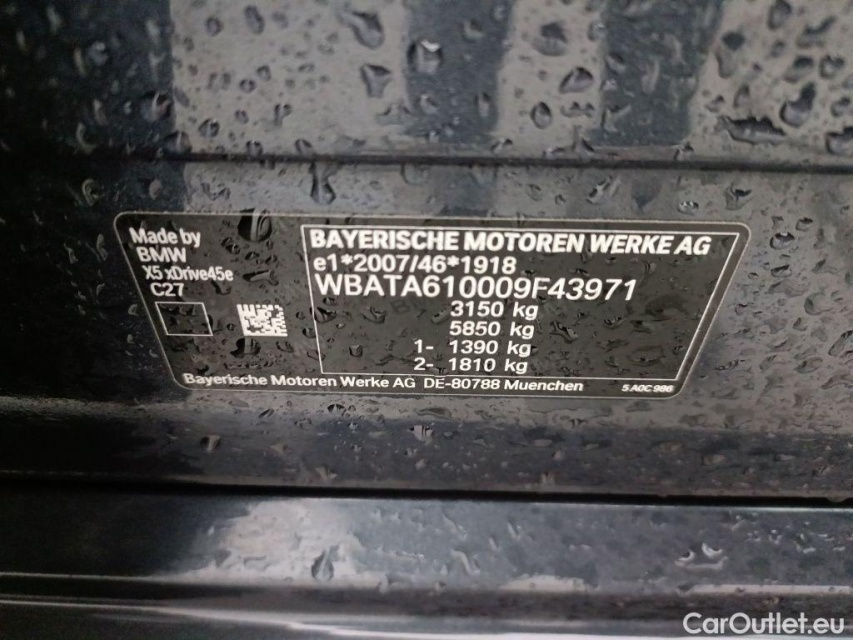 Made by
BMW
X5 xDrive45e
C27
BAYERISCHE MOTOREN WERKE AG
e1*2007/46*1918
WBATA610009F43971
3150 kg
5850 kg
1- 1390 kg
2- 1810 kg
Bayerische Motoren Werke AG DE-80788 Muenchen
5 A0C 986
CarOutlet.eu